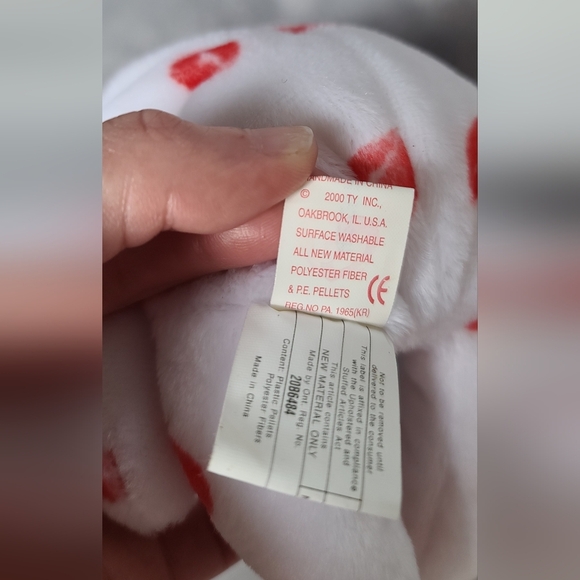 HANDMADE IN CHINA
© 2000 TY INC.,
OAKBROOK, IL. U.S.A.
SURFACE WASHABLE
ALL NEW MATERIAL
POLYESTER FIBER
& P.E. PELLETS
CE
REG.NO PA. 1965(KR)
Not to be removed until
delivered to the consumer
This label is affixed in compliance
with the Upholstered and
Stuffed Articles Act
This article contains
NEW MATERIAL ONLY
Made by Ont. Reg. No.
20B6484
Content: Plastic Pellets
Polyester Fibers
Made in China